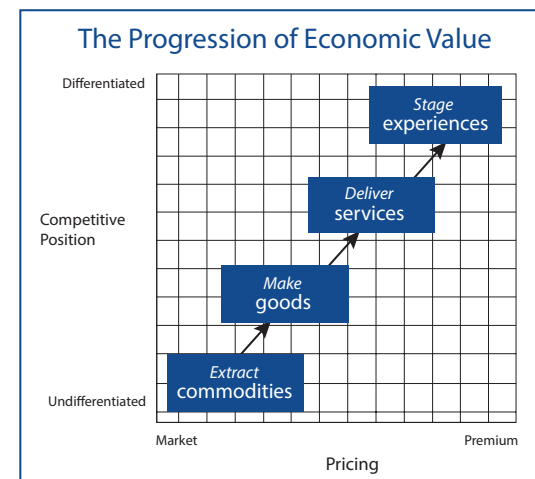 The Progression of Economic Value
Differentiated
Stage
experiences
Deliver
services
Competitive
Position
Make
goods
Extract
commodities
Undifferentiated
Market
Premium
Pricing